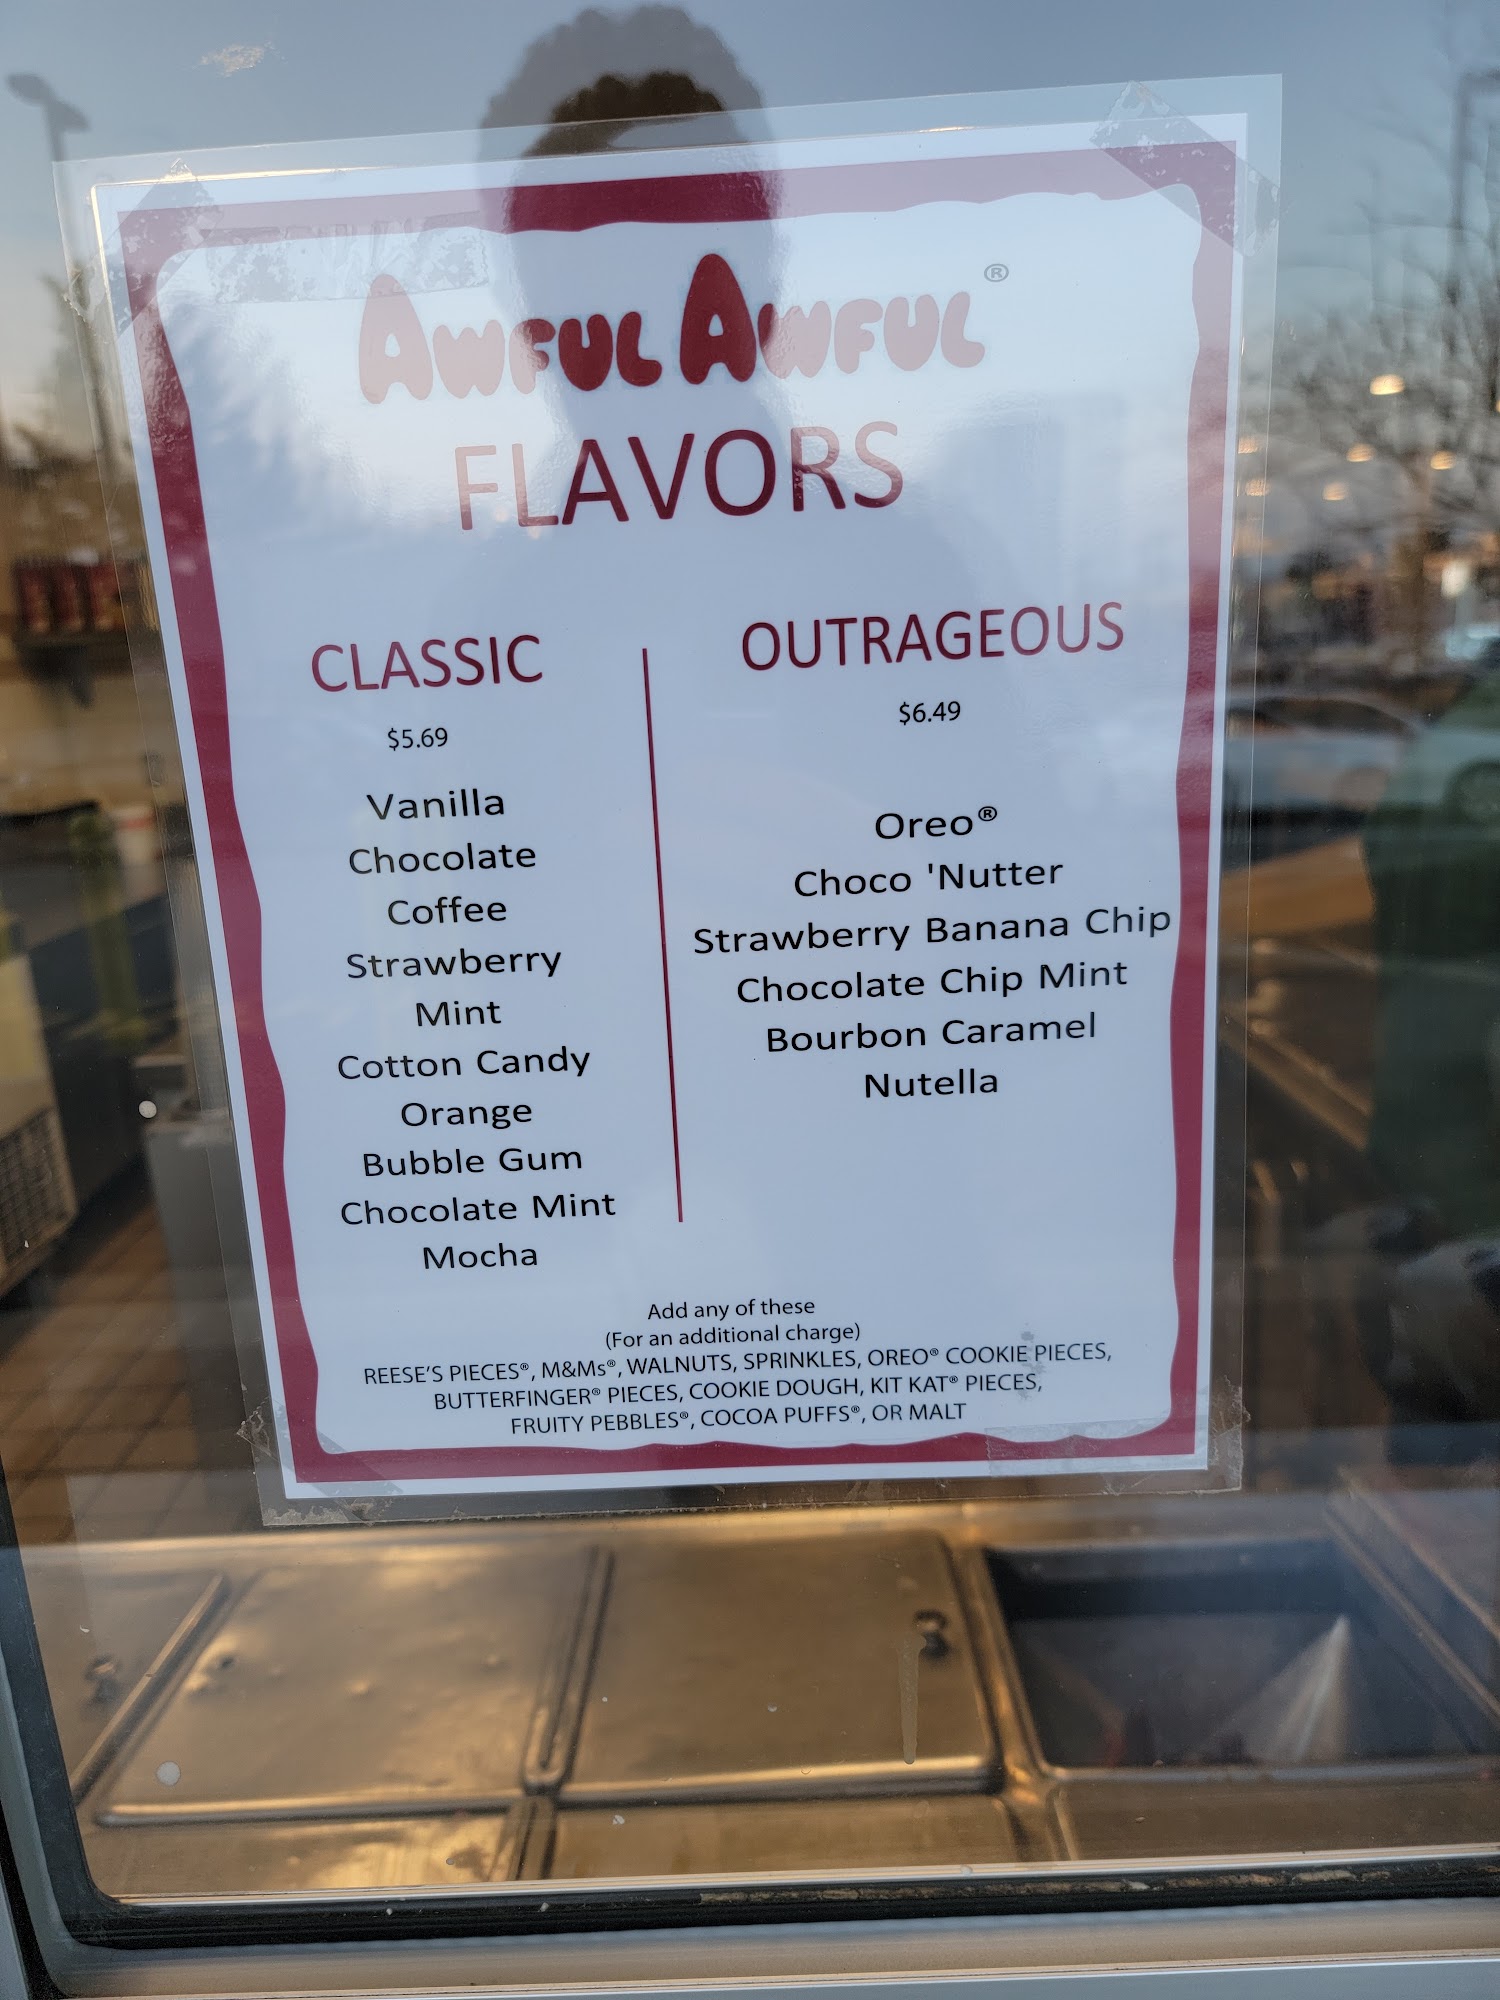 AWFUL AWFUL®
FLAVORS
CLASSIC
$5.69
Vanilla
Chocolate
Coffee
Strawberry
Mint
Cotton Candy
Orange
Bubble Gum
Chocolate Mint
Mocha
OUTRAGEOUS
$6.49
Oreo®
Choco 'Nutter
Strawberry Banana Chip
Chocolate Chip Mint
Bourbon Caramel
Nutella
Add any of these
(For an additional charge)
REESE'S PIECES®, M&Ms®, WALNUTS, SPRINKLES, OREO® COOKIE PIECES,
BUTTERFINGER® PIECES, COOKIE DOUGH, KIT KAT® PIECES,
FRUITY PEBBLES®, COCOA PUFFS®, OR MALT